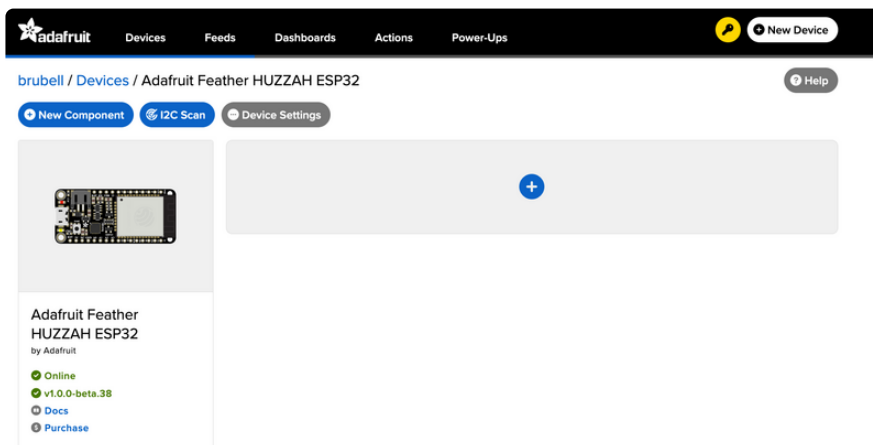 adafruit Devices Feeds Dashboards Actions Power-Ups New Device
brubell / Devices / Adafruit Feather HUZZAH ESP32 Help
New Component I2C Scan Device Settings
Adafruit Feather
HUZZAH ESP32
by Adafruit
Online
v1.0.0-beta.38
Docs
Purchase